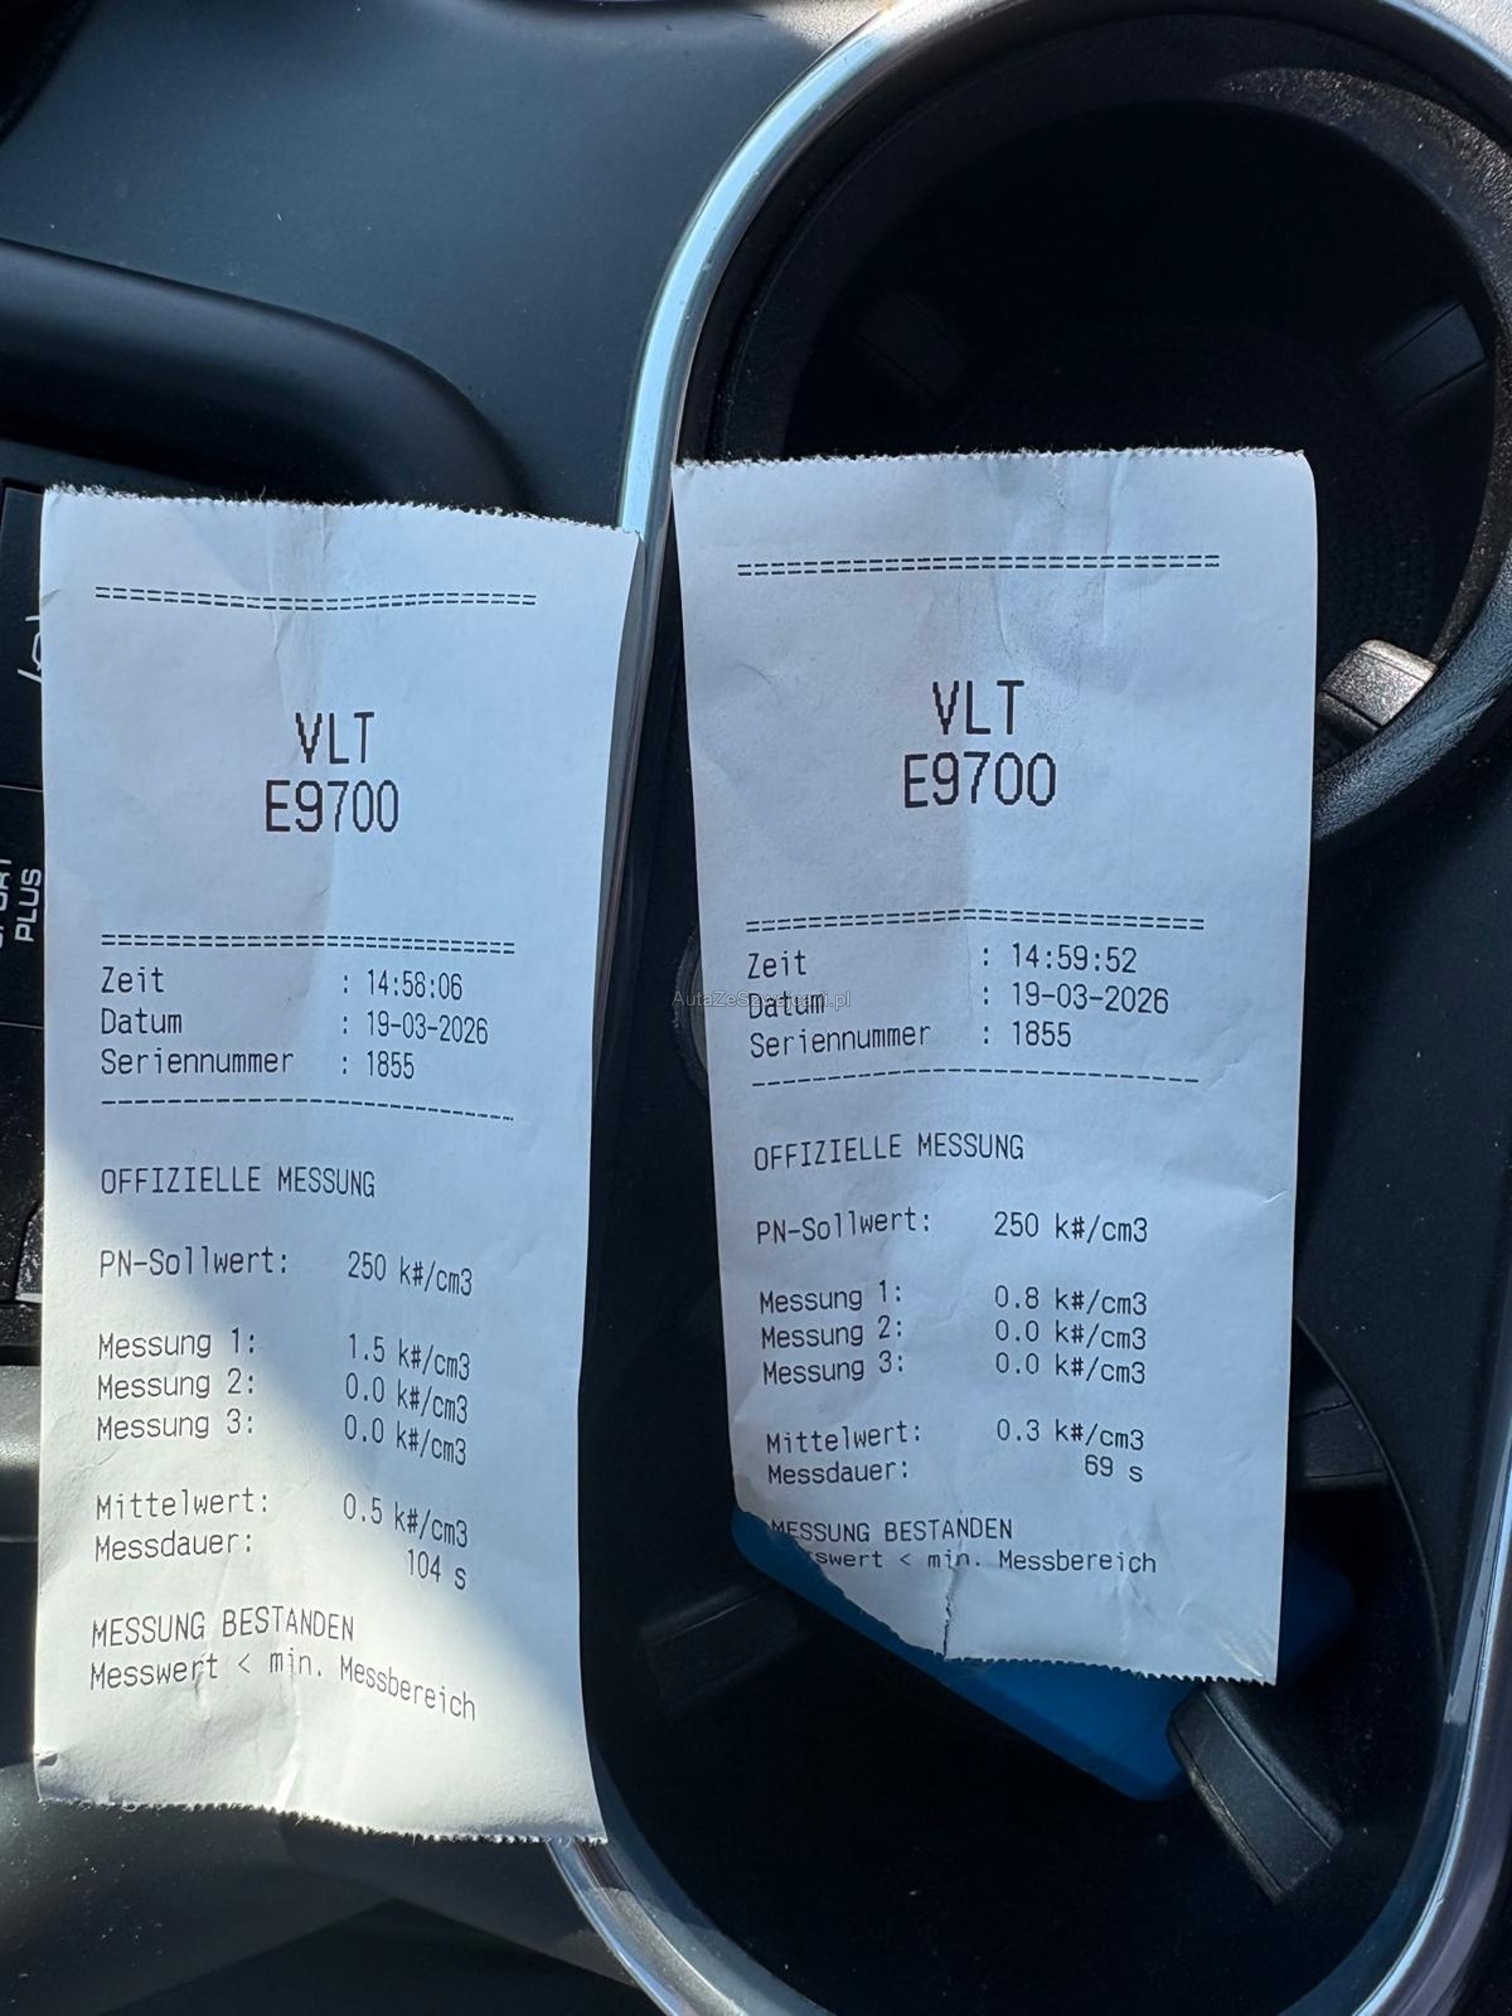 ==========================
VLT
E9700
==========================
Zeit : 14:58:06
Datum : 19-03-2026
Seriennummer : 1855
--------------------------
OFFIZIELLE MESSUNG
PN-Sollwert: 250 k#/cm3
Messung 1: 1.5 k#/cm3
Messung 2: 0.0 k#/cm3
Messung 3: 0.0 k#/cm3
Mittelwert: 0.5 k#/cm3
Messdauer: 104 s
MESSUNG BESTANDEN
Messwert < min. Messbereich
==========================
VLT
E9700
==========================
Zeit : 14:59:52
Datum : 19-03-2026
Seriennummer : 1855
--------------------------
OFFIZIELLE MESSUNG
PN-Sollwert: 250 k#/cm3
Messung 1: 0.8 k#/cm3
Messung 2: 0.0 k#/cm3
Messung 3: 0.0 k#/cm3
Mittelwert: 0.3 k#/cm3
Messdauer: 69 s
MESSUNG BESTANDEN
swert < min. Messbereich
PLUS
AutaZeSzwajcarii.pl